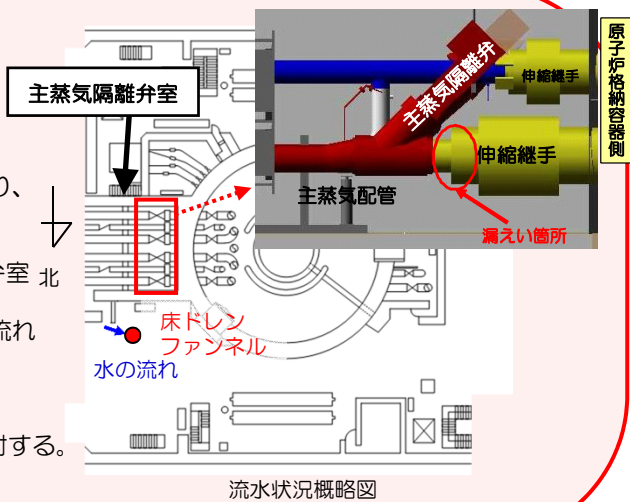 主蒸気隔離弁室
主蒸気隔離弁
伸縮継手
原子炉格納容器側
伸縮継手
主蒸気配管
漏えい箇所
り、
弁室
北
流れ
床ドレン
ファンネル
水の流れ
対する。
流水状況概略図